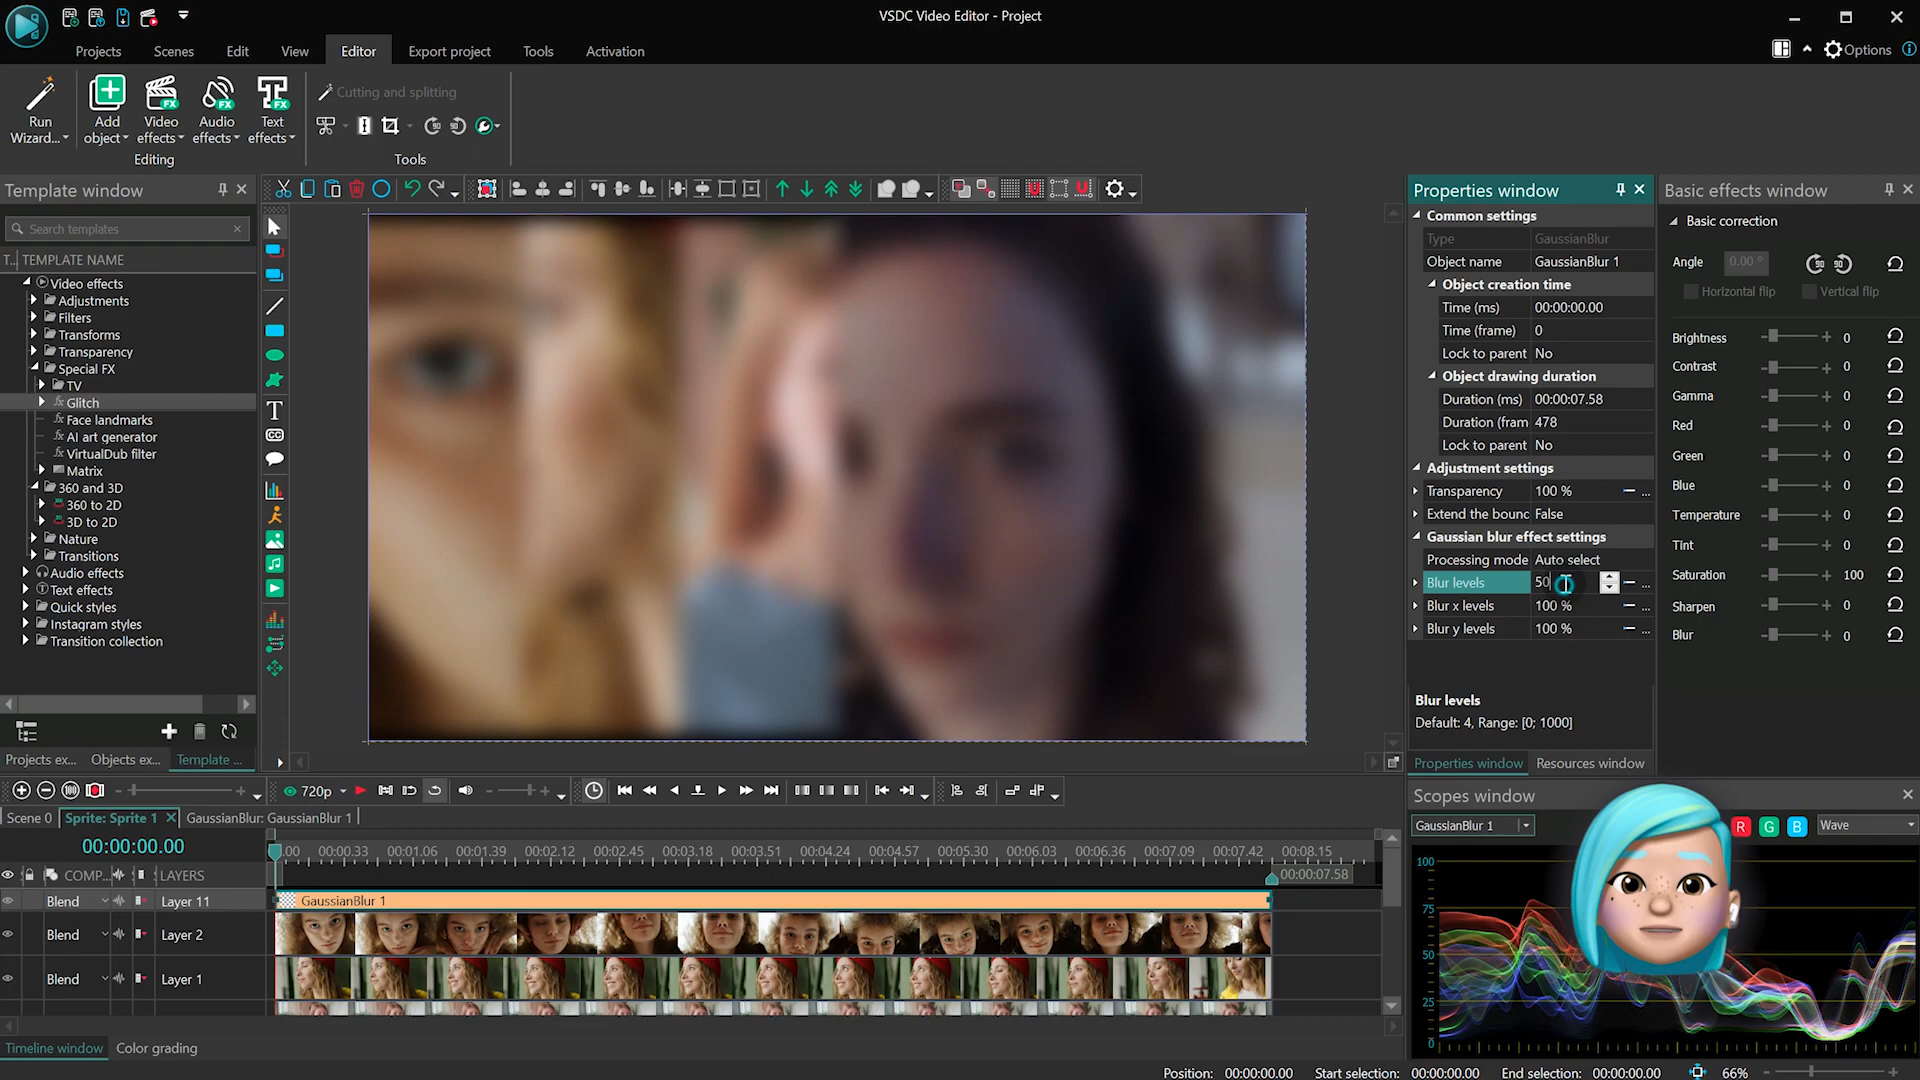 VSDC Video Editor - Project
Projects
Scenes
Edit
View
Editor
Export project
Tools
Activation
Options
Run
Wizard...
Add
object
Video
effects
Audio
effects
Text
effects
Editing
Cutting and splitting
Tools
Template window
Search templates
T...
TEMPLATE NAME
Video effects
Adjustments
Filters
Transforms
Transparency
Special FX
TV
Glitch
Face landmarks
AI art generator
VirtualDub filter
Matrix
360 and 3D
360 to 2D
3D to 2D
Nature
Transitions
Audio effects
Text effects
Quick styles
Instagram styles
Transition collection
Projects ex...
Objects ex...
Template ...
Properties window
Common settings
Type GaussianBlur
Object name GaussianBlur 1
Object creation time
Time (ms) 00:00:00.00
Time (frame) 0
Lock to parent No
Object drawing duration
Duration (ms) 00:00:07.58
Duration (fram 478
Lock to parent No
Adjustment settings
Transparency 100 %
Extend the bounc False
Gaussian blur effect settings
Processing mode Auto select
Blur levels 50
Blur x levels 100 %
Blur y levels 100 %
Blur levels
Default: 4, Range: [0; 1000]
Properties window
Resources window
Basic effects window
Basic correction
Angle 0.00 °
Horizontal flip
Vertical flip
Brightness 0
Contrast 0
Gamma 0
Red 0
Green 0
Blue 0
Temperature 0
Tint 0
Saturation 100
Sharpen 0
Blur 0
720p
Scene 0
Sprite: Sprite 1
GaussianBlur: GaussianBlur 1
00:00:00.00
.00 00:00.33 00:01.06 00:01.39 00:02.12 00:02.45 00:03.18 00:03.51 00:04.24 00:04.57 00:05.30 00:06.03 00:06.36 00:07.09 00:07.42 00:08.15
00:00:07.58
COMP...
LAYERS
Blend Layer 11
GaussianBlur 1
Blend Layer 2
Blend Layer 1
Timeline window
Color grading
Scopes window
GaussianBlur 1
R
G
B
Wave
100
75
50
25
0
Position: 00:00:00.00
Start selection: 00:00:00.00
End selection: 00:00:00.00
66%